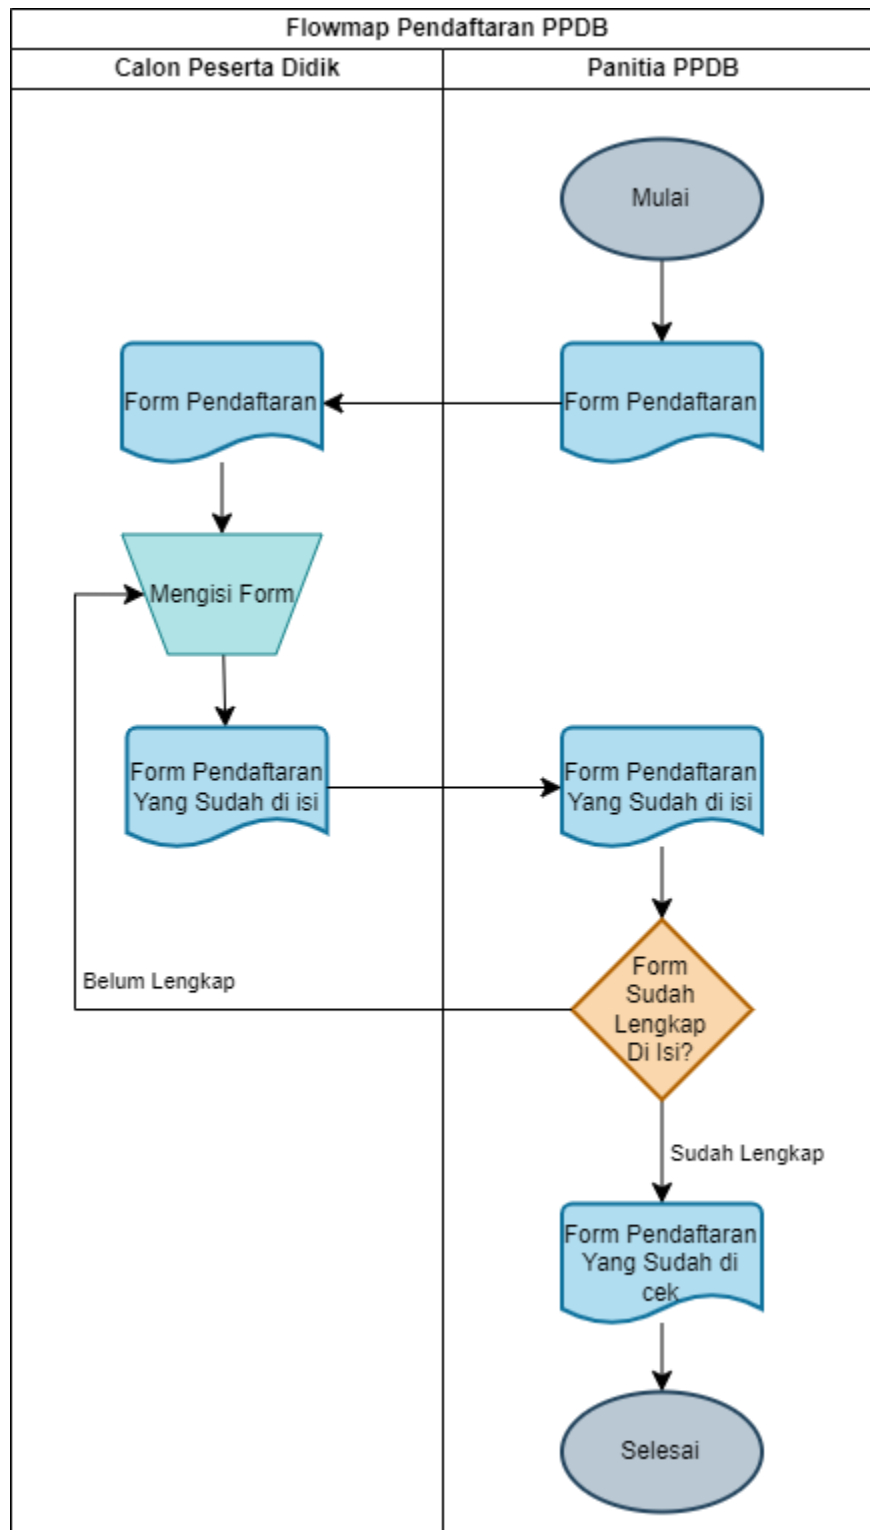 Flowmap Pendaftaran PPDB
Calon Peserta Didik
Panitia PPDB
Mulai
Form Pendaftaran
Form Pendaftaran
Mengisi Form
Form Pendaftaran
Yang Sudah di isi
Form Pendaftaran
Yang Sudah di isi
Form
Sudah
Lengkap
Di Isi?
Belum Lengkap
Sudah Lengkap
Form Pendaftaran
Yang Sudah di
cek
Selesai